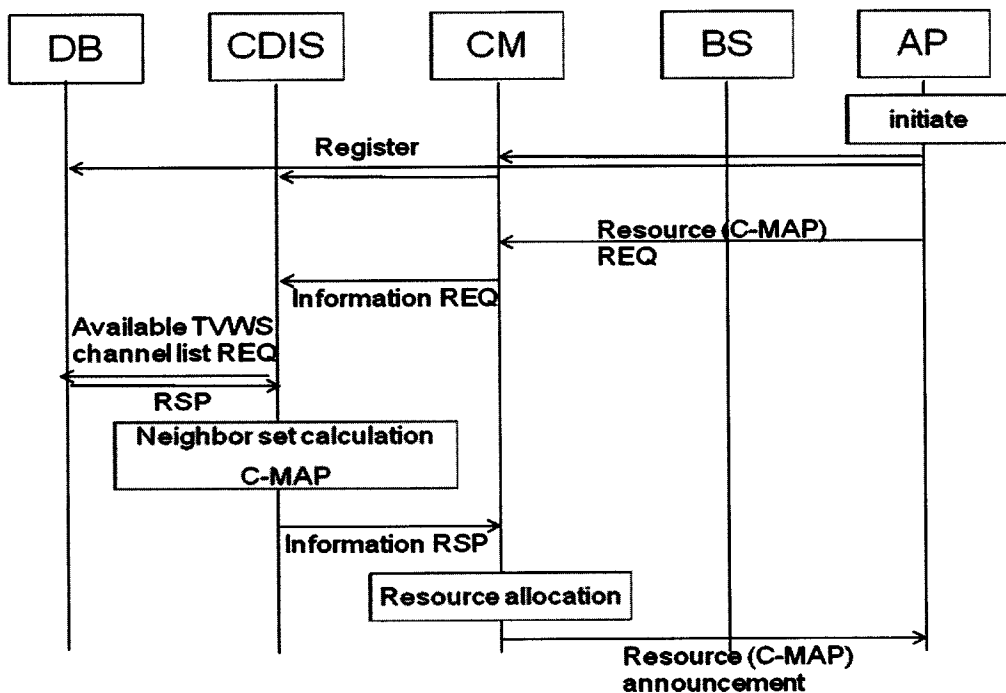 DB
CDIS
CM
BS
AP
initiate
Register
Resource (C-MAP)
REQ
Information REQ
Available TVWS
channel list REQ
RSP
Neighbor set calculation
C-MAP
Information RSP
Resource allocation
Resource (C-MAP)
announcement